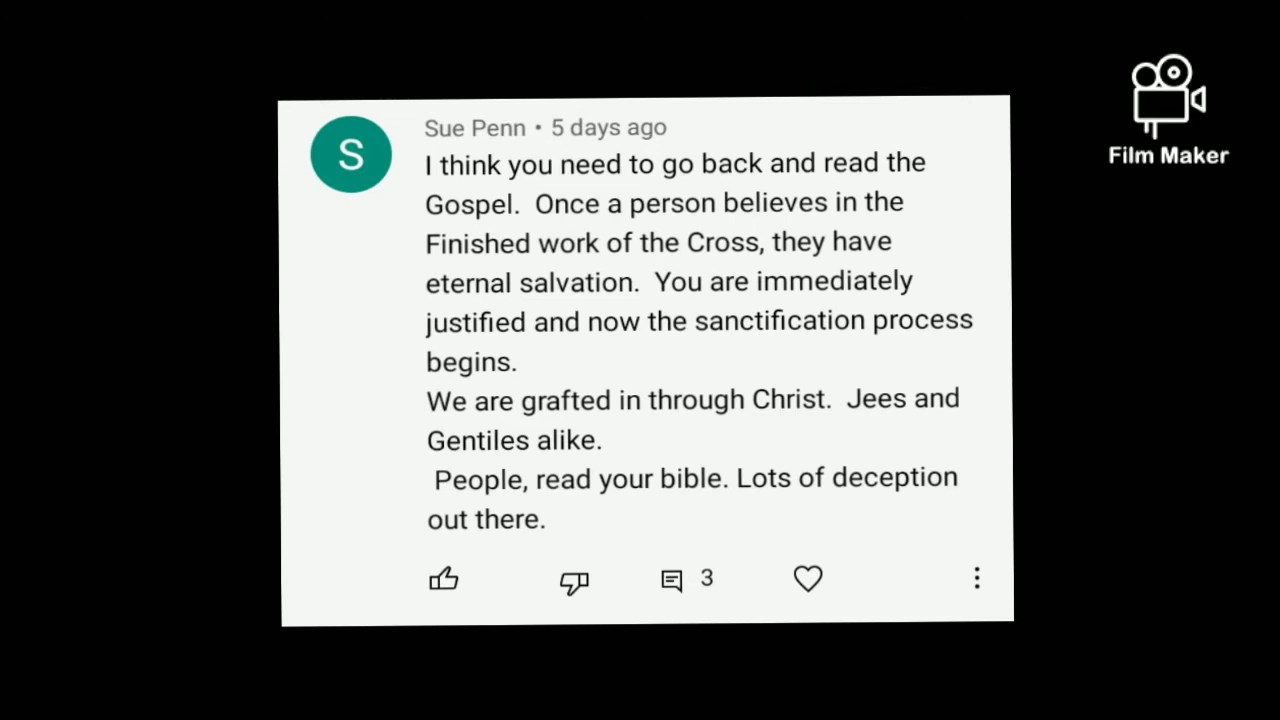 Sue Penn • 5 days ago
S
I think you need to go back and read the
Gospel.  Once a person believes in the
Finished work of the Cross, they have
eternal salvation.  You are immediately
justified and now the sanctification process
begins.
We are grafted in through Christ.  Jees and
Gentiles alike.
People, read your bible. Lots of deception
out there.
3
Film Maker